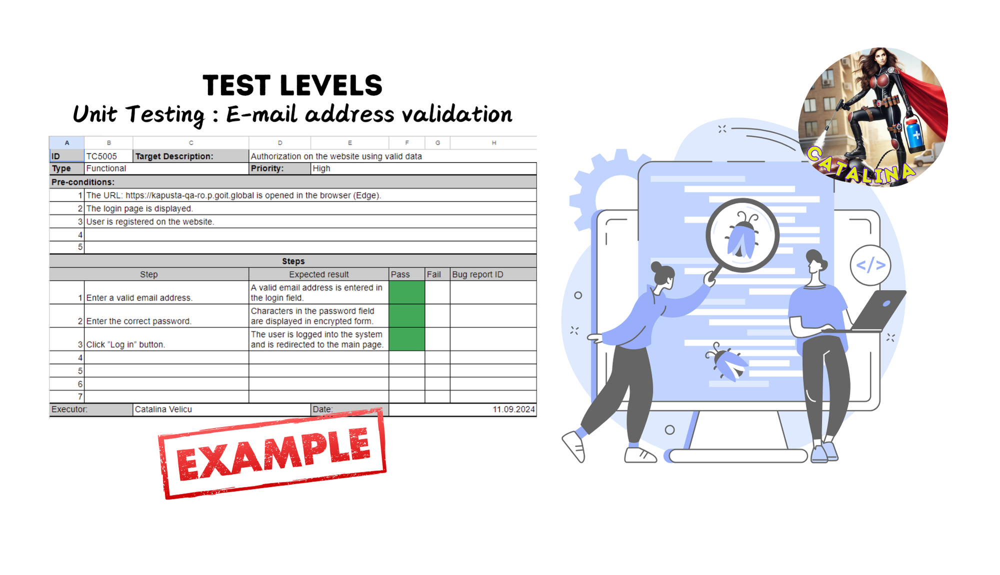 TEST LEVELS
Unit Testing : E-mail address validation
A B C D E F G H
ID TC5005 Target Description: Authorization on the website using valid data
Type Functional Priority: High
Pre-conditions:
1 The URL: https://kapusta-qa-ro.p.goit.global is opened in the browser (Edge).
2 The login page is displayed.
3 User is registered on the website.
4
5
Steps
Step Expected result Pass Fail Bug report ID
A valid email address is entered in
1 Enter a valid email address. the login field.
Characters in the password field
2 Enter the correct password. are displayed in encrypted form.
The user is logged into the system
3 Click "Log in" button. and is redirected to the main page.
4
5
6
7
Executor: Catalina Velicu Date: 11.09.2024
EXAMPLE
CATALINA
</>